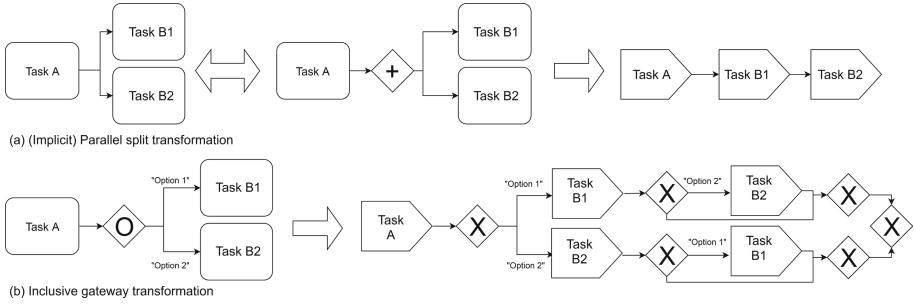 Task A
Task B1
Task B2
Task A
+
Task B1
Task B2
Task A
Task B1
Task B2
(a) (Implicit) Parallel split transformation
Task A
O
"Option 1"
Task B1
"Option 2"
Task B2
Task
A
X
"Option 1"
Task
B1
X
"Option 2"
Task
B2
X
X
"Option 2"
Task
B2
X
"Option 1"
Task
B1
X
(b) Inclusive gateway transformation